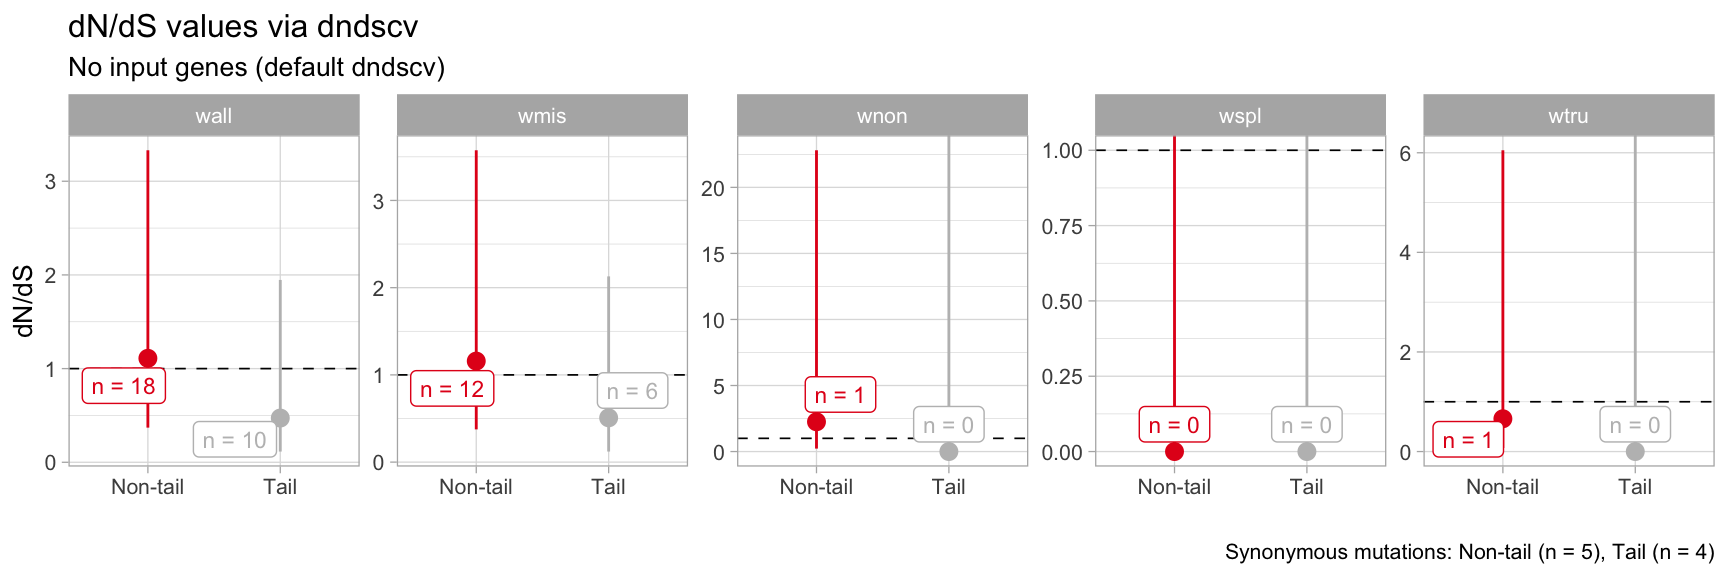 dN/dS values via dndscv
No input genes (default dndscv)
wall
wmis
wnon
wspl
wtru
dN/dS
3
2
1
0
n = 18
n = 10
Non-tail
Tail
3
2
1
0
n = 12
n = 6
Non-tail
Tail
20
15
10
5
0
n = 1
n = 0
Non-tail
Tail
1.00
0.75
0.50
0.25
0.00
n = 0
n = 0
Non-tail
Tail
6
4
2
0
n = 1
n = 0
Non-tail
Tail
Synonymous mutations: Non-tail (n = 5), Tail (n = 4)